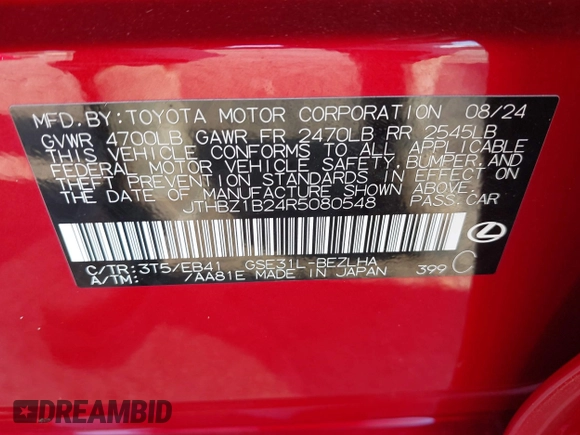 MFD. BY: TOYOTA MOTOR CORPORATION 08/24
GVWR 4700LB GAWR FR 2470LB RR 2545LB
THIS VEHICLE CONFORMS TO ALL APPLICABLE
FEDERAL MOTOR VEHICLE SAFETY, BUMPER, AND
THEFT PREVENTION STANDARDS IN EFFECT ON
THE DATE OF MANUFACTURE SHOWN ABOVE.
JTHBZ1B24R5080548 PASS. CAR
C/TR: 3T5/EB41 GSE31L-BEZLHA
A/TM: /AA81E MADE IN JAPAN 399 C
DREAMBID